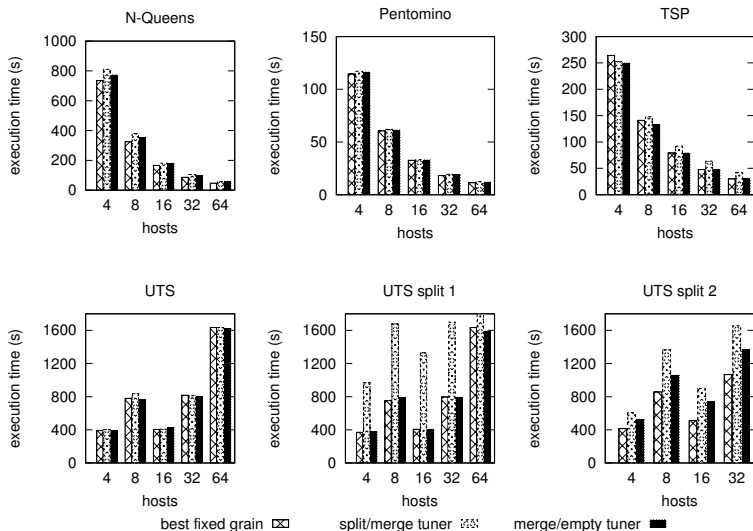 N-Queens
execution time (s)
1000
800
600
400
200
0
4 8 16 32 64
hosts
Pentomino
execution time (s)
150
100
50
0
4 8 16 32 64
hosts
TSP
execution time (s)
300
250
200
150
100
50
0
4 8 16 32 64
hosts
UTS
execution time (s)
1600
1200
800
400
0
4 8 16 32 64
hosts
UTS split 1
execution time (s)
1600
1200
800
400
0
4 8 16 32 64
hosts
UTS split 2
execution time (s)
1600
1200
800
400
0
4 8 16 32
hosts
best fixed grain split/merge tuner merge/empty tuner